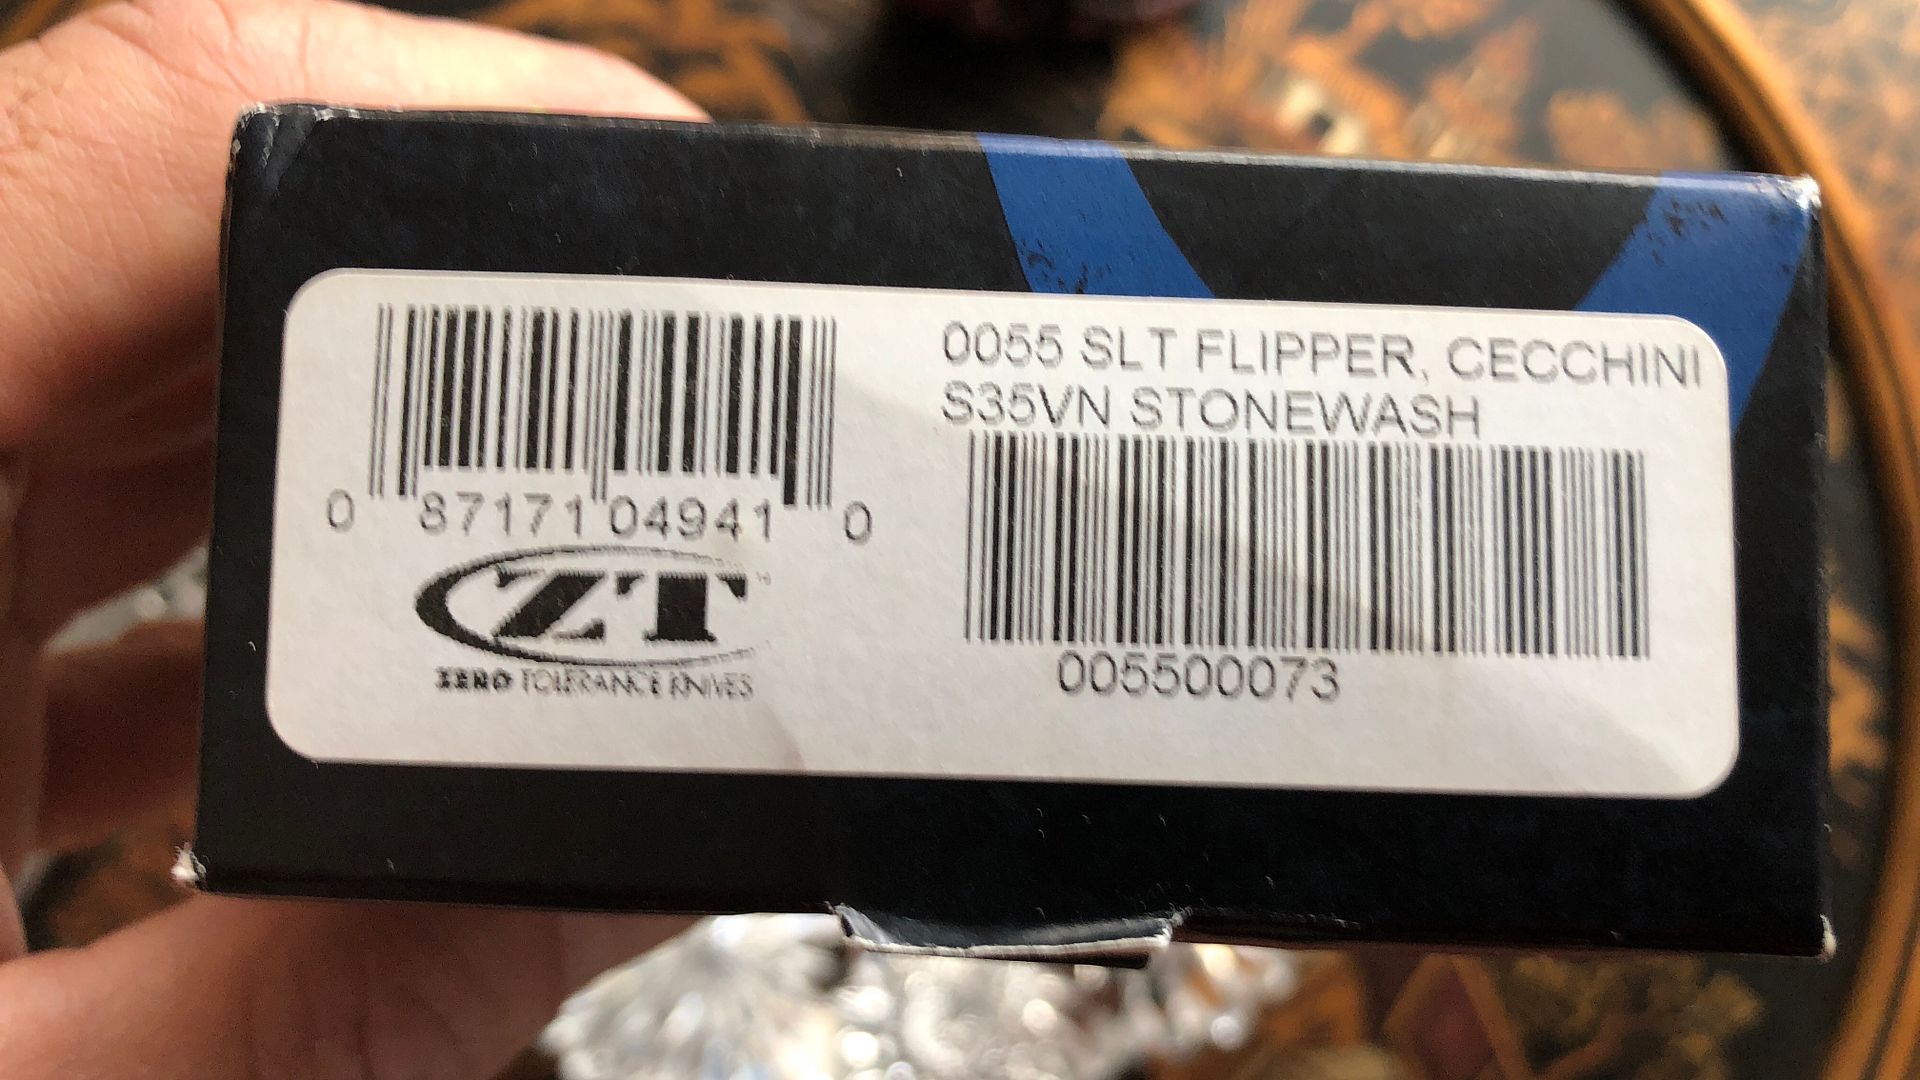 0055 SLT FLIPPER, CECCHINI
S35VN STONEWASH
0 87171 04941 0
ZT
ZERO TOLERANCE KNIVES
005500073